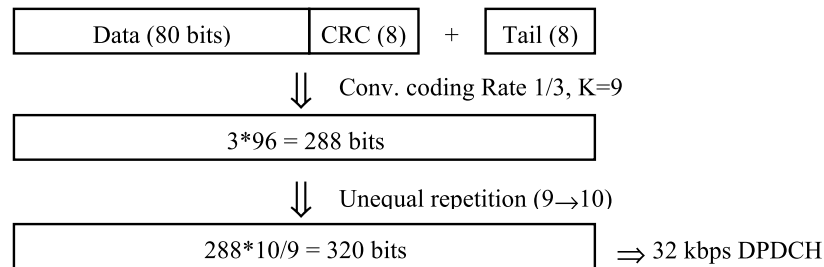 Data (80 bits) CRC (8) + Tail (8)
⇓ Conv. coding Rate 1/3, K=9
3*96 = 288 bits
⇓ Unequal repetition (9→10)
288*10/9 = 320 bits ⇒ 32 kbps DPDCH